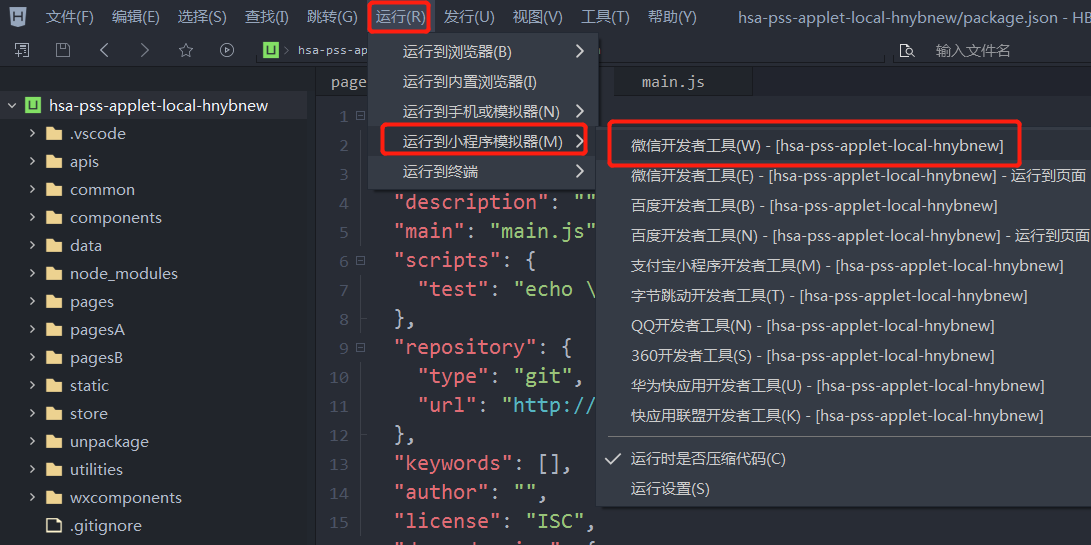 文件(F) 编辑(E) 选择(S) 查找(I) 跳转(G) 运行(R) 发行(U) 视图(V) 工具(T) 帮助(Y) hsa-pss-applet-local-hnybnew/package.json - HB
hsa-pss-ap 输入文件名
page main.js
hsa-pss-applet-local-hnybnew
.vscode
apis
common
components
data
node_modules
pages
pagesA
pagesB
static
store
unpackage
utilities
wxcomponents
.gitignore
运行到浏览器(B)
运行到内置浏览器(I)
运行到手机或模拟器(N)
运行到小程序模拟器(M)
运行到终端
微信开发者工具(W) - [hsa-pss-applet-local-hnybnew]
微信开发者工具(E) - [hsa-pss-applet-local-hnybnew] - 运行到页面
百度开发者工具(B) - [hsa-pss-applet-local-hnybnew]
百度开发者工具(N) - [hsa-pss-applet-local-hnybnew] - 运行到页面
支付宝小程序开发者工具(M) - [hsa-pss-applet-local-hnybnew]
字节跳动开发者工具(T) - [hsa-pss-applet-local-hnybnew]
QQ开发者工具(N) - [hsa-pss-applet-local-hnybnew]
360开发者工具(S) - [hsa-pss-applet-local-hnybnew]
华为快应用开发者工具(U) - [hsa-pss-applet-local-hnybnew]
快应用联盟开发者工具(K) - [hsa-pss-applet-local-hnybnew]
运行时是否压缩代码(C)
运行设置(S)
1
2
3
4 "description": ""
5 "main": "main.js"
6 "scripts": {
7 "test": "echo \
8 },
9 "repository": {
10 "type": "git",
11 "url": "http://
12 },
13 "keywords": [],
14 "author": "",
15 "license": "ISC",